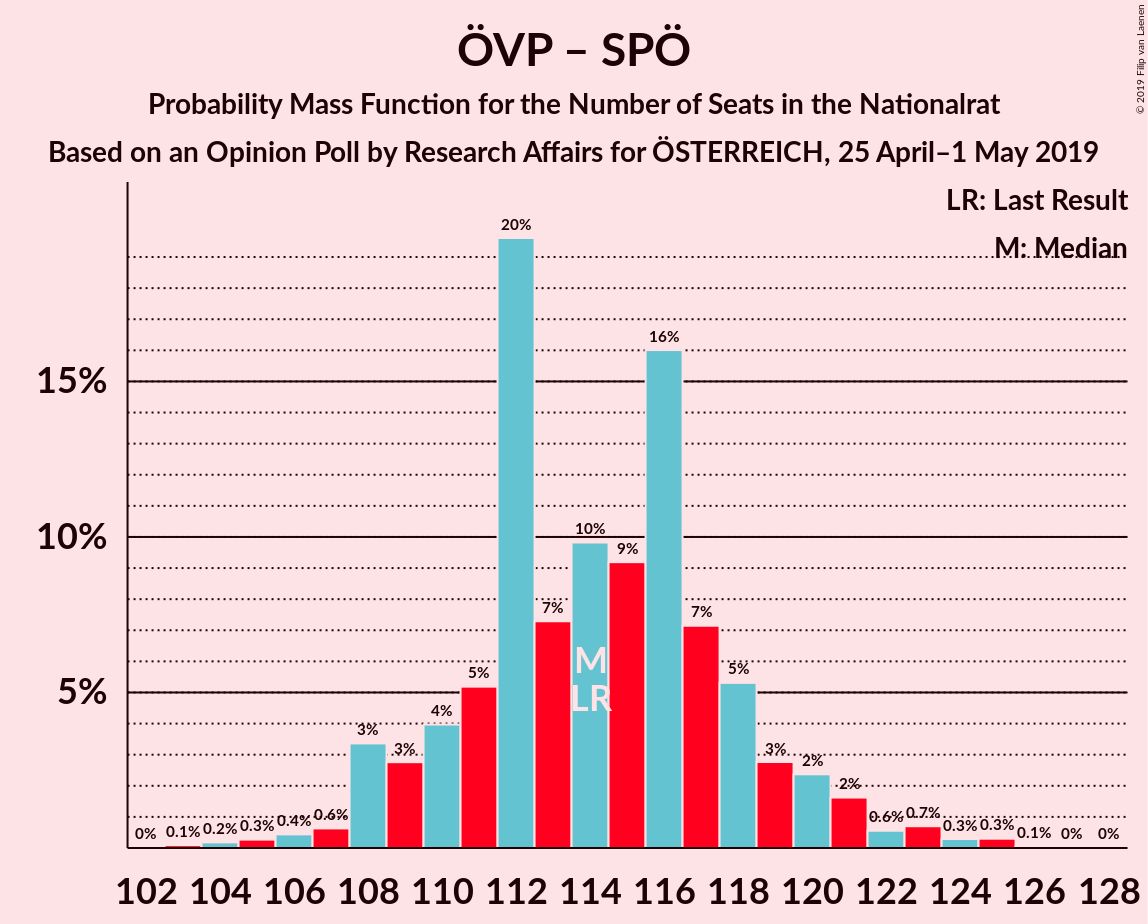 ÖVP – SPÖ
Probability Mass Function for the Number of Seats in the Nationalrat
Based on an Opinion Poll by Research Affairs for ÖSTERREICH, 25 April–1 May 2019
© 2019 Filip van Laenen
LR: Last Result
M: Median
15%
10%
5%
0% 0.1% 0.2% 0.3% 0.4% 0.6% 3% 3% 4% 5% 20% 7% 10% 9% 16% 7% 5% 3% 2% 2% 0.6% 0.7% 0.3% 0.3% 0.1% 0% 0%
M
LR
102 104 106 108 110 112 114 116 118 120 122 124 126 128